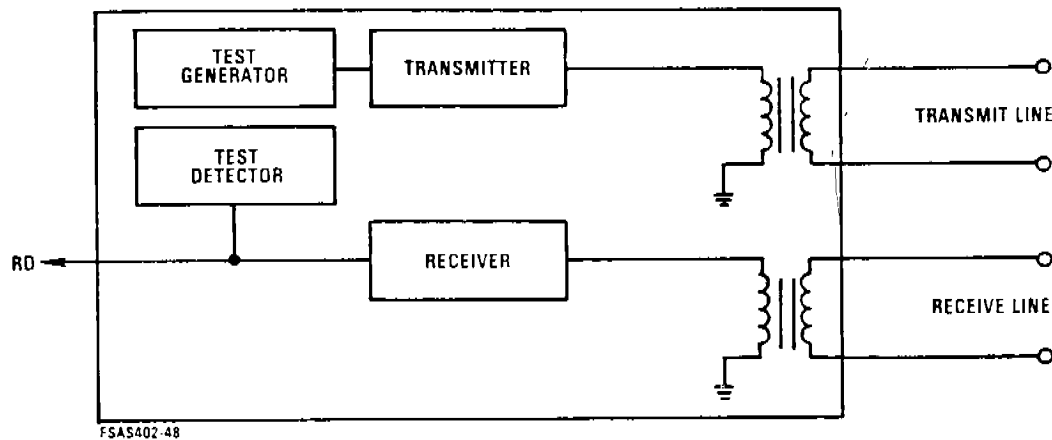 TEST
GENERATOR
TRANSMITTER
TRANSMIT LINE
TEST
DETECTOR
RD
RECEIVER
RECEIVE LINE
FSAS402-48